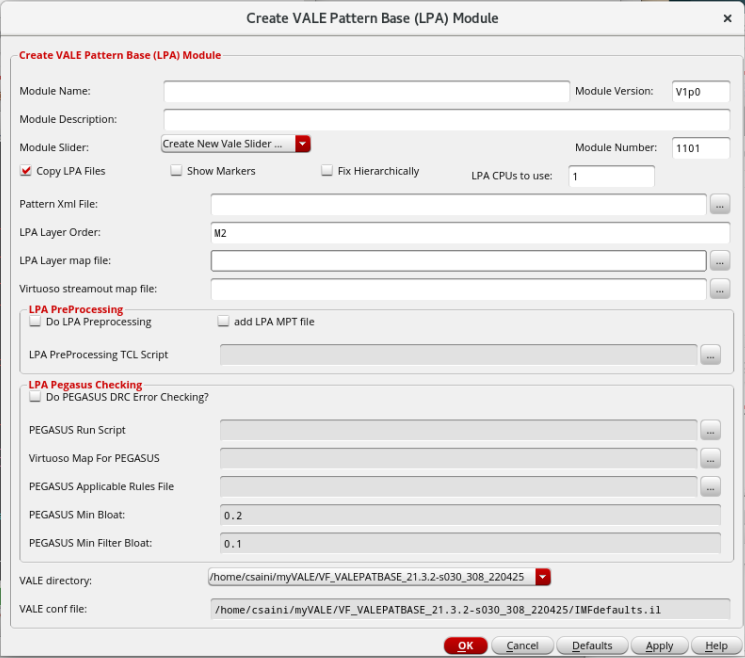 Create VALE Pattern Base (LPA) Module
Create VALE Pattern Base (LPA) Module
Module Name: Module Version: V1p0
Module Description:
Module Slider: Create New Vale Slider ... Module Number: 1101
Copy LPA Files Show Markers Fix Hierarchically LPA CPUs to use: 1
Pattern Xml File: ...
LPA Layer Order: M2
LPA Layer map file: ...
Virtuoso streamout map file: ...
LPA PreProcessing
Do LPA Preprocessing add LPA MPT file
LPA PreProcessing TCL Script ...
LPA Pegasus Checking
Do PEGASUS DRC Error Checking?
PEGASUS Run Script ...
Virtuoso Map For PEGASUS ...
PEGASUS Applicable Rules File ...
PEGASUS Min Bloat: 0.2
PEGASUS Min Filter Bloat: 0.1
VALE directory: /home/csaini/myVALE/VF_VALEPATBASE_21.3.2-s030_308_220425
VALE conf file: /home/csaini/myVALE/VF_VALEPATBASE_21.3.2-s030_308_220425/IMFdefaults.il
OK Cancel Defaults Apply Help